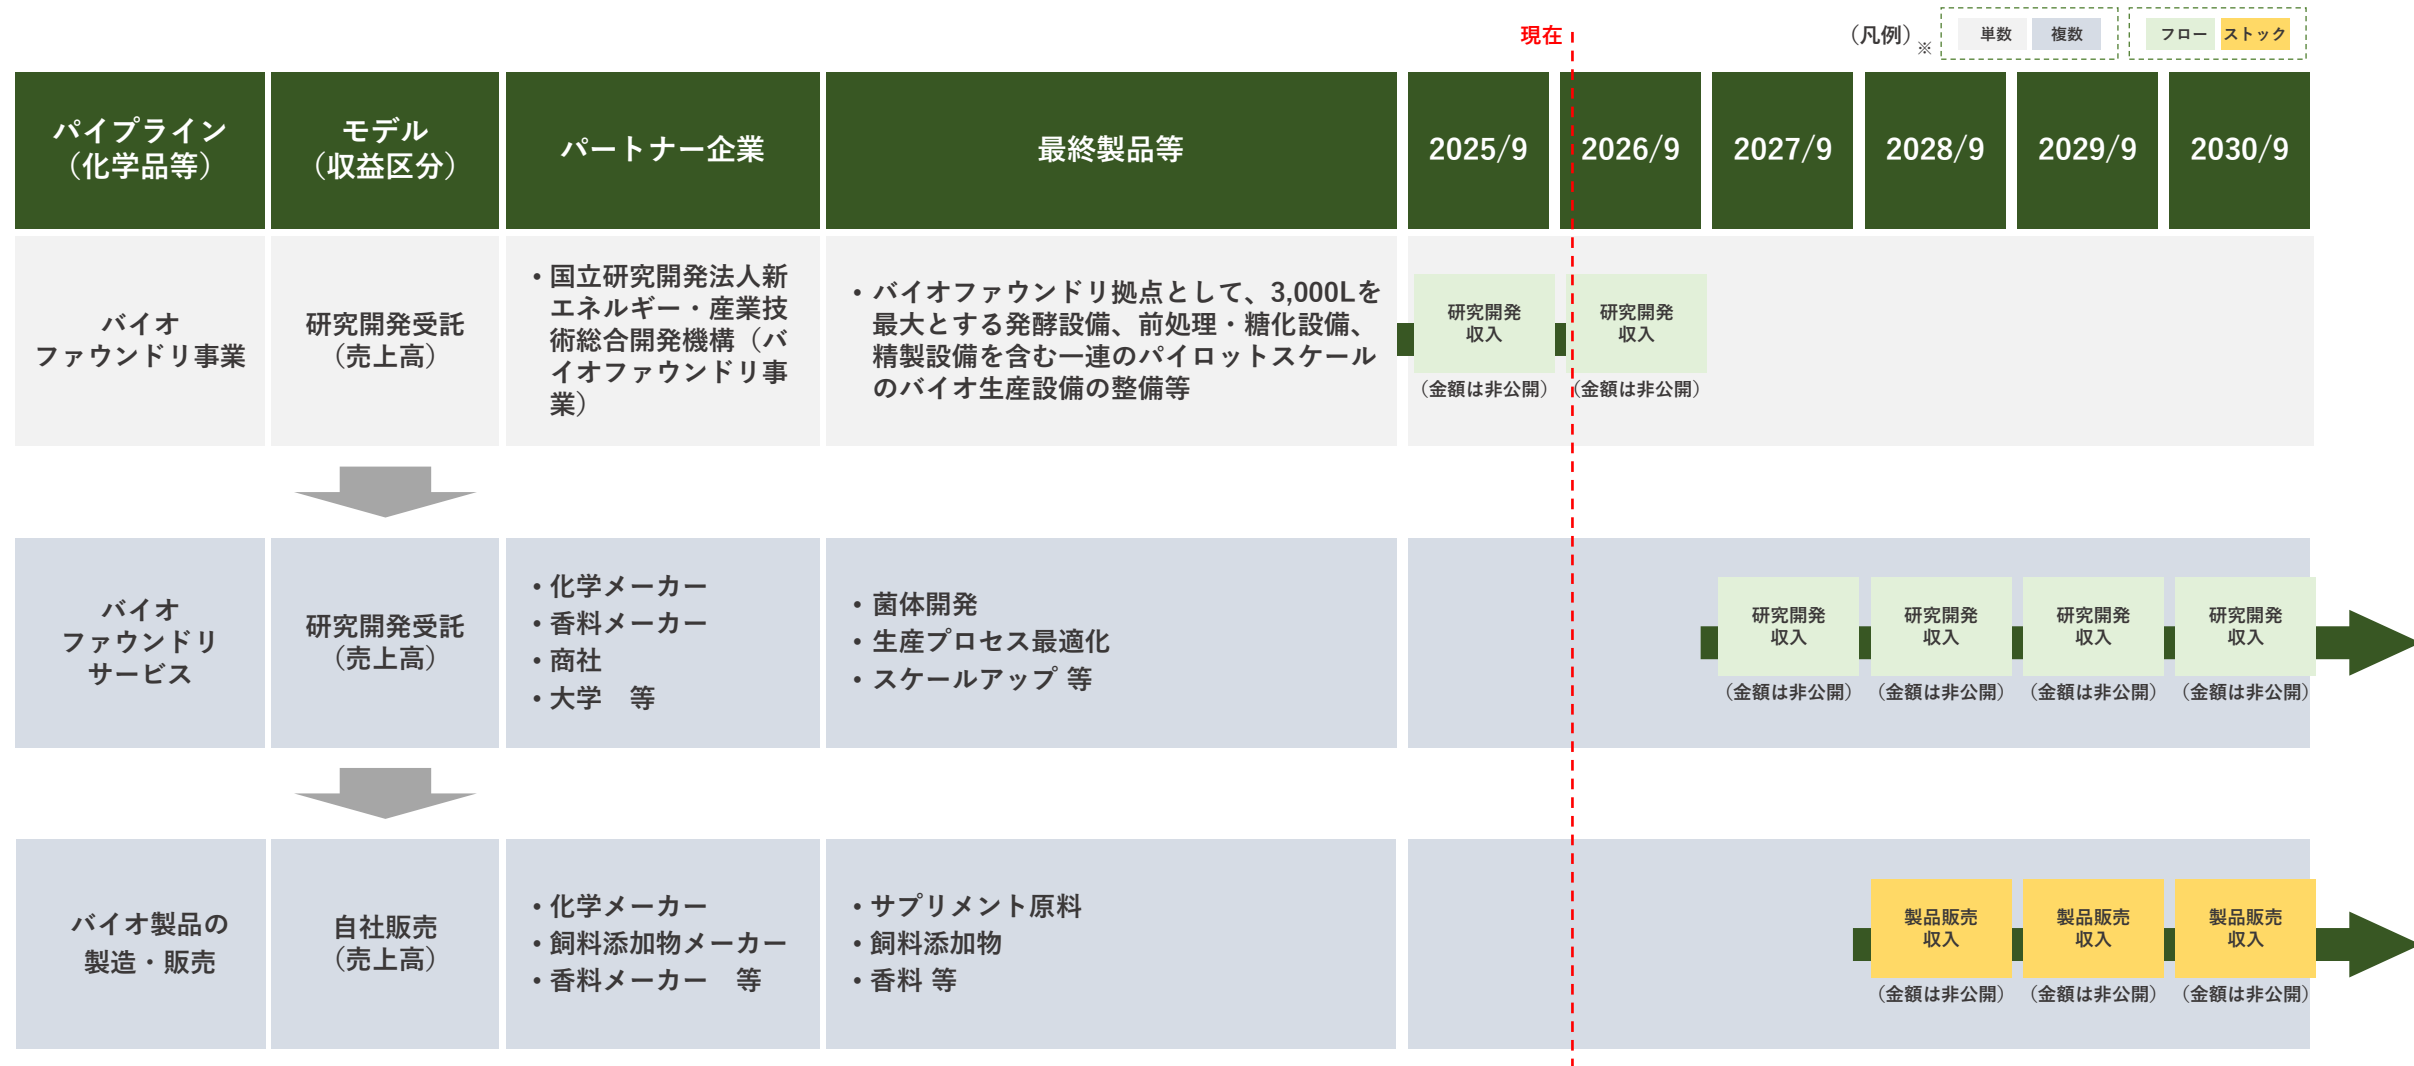 現在
（凡例）※
単数
複数
フロー
ストック
パイプライン
（化学品等）
モデル
（収益区分）
パートナー企業
最終製品等
2025/9
2026/9
2027/9
2028/9
2029/9
2030/9
バイオ
ファウンドリ事業
研究開発受託
（売上高）
・国立研究開発法人新
エネルギー・産業技
術総合開発機構（バ
イオファウンドリ事
業）
・バイオファウンドリ拠点として、3,000Lを
最大とする発酵設備、前処理・糖化設備、
精製設備を含む一連のパイロットスケール
のバイオ生産設備の整備等
研究開発
収入
（金額は非公開）
研究開発
収入
（金額は非公開）
バイオ
ファウンドリ
サービス
研究開発受託
（売上高）
・化学メーカー
・香料メーカー
・商社
・大学　等
・菌体開発
・生産プロセス最適化
・スケールアップ 等
研究開発
収入
（金額は非公開）
研究開発
収入
（金額は非公開）
研究開発
収入
（金額は非公開）
研究開発
収入
（金額は非公開）
バイオ製品の
製造・販売
自社販売
（売上高）
・化学メーカー
・飼料添加物メーカー
・香料メーカー　等
・サプリメント原料
・飼料添加物
・香料 等
製品販売
収入
（金額は非公開）
製品販売
収入
（金額は非公開）
製品販売
収入
（金額は非公開）